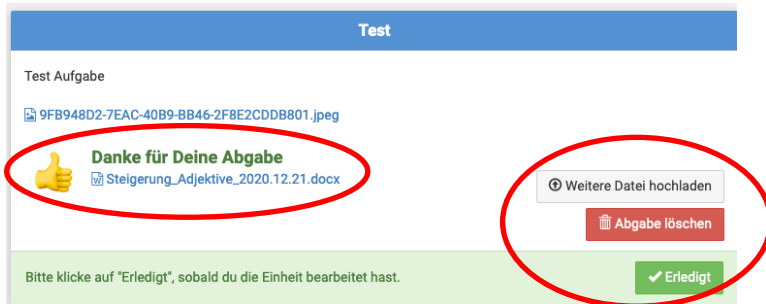 Test
Test Aufgabe
9FB948D2-7EAC-40B9-BB46-2F8E2CDDB801.jpeg
Danke für Deine Abgabe
Steigerung_Adjektive_2020.12.21.docx
Weitere Datei hochladen
Abgabe löschen
Bitte klicke auf "Erledigt", sobald du die Einheit bearbeitet hast.
Erledigt